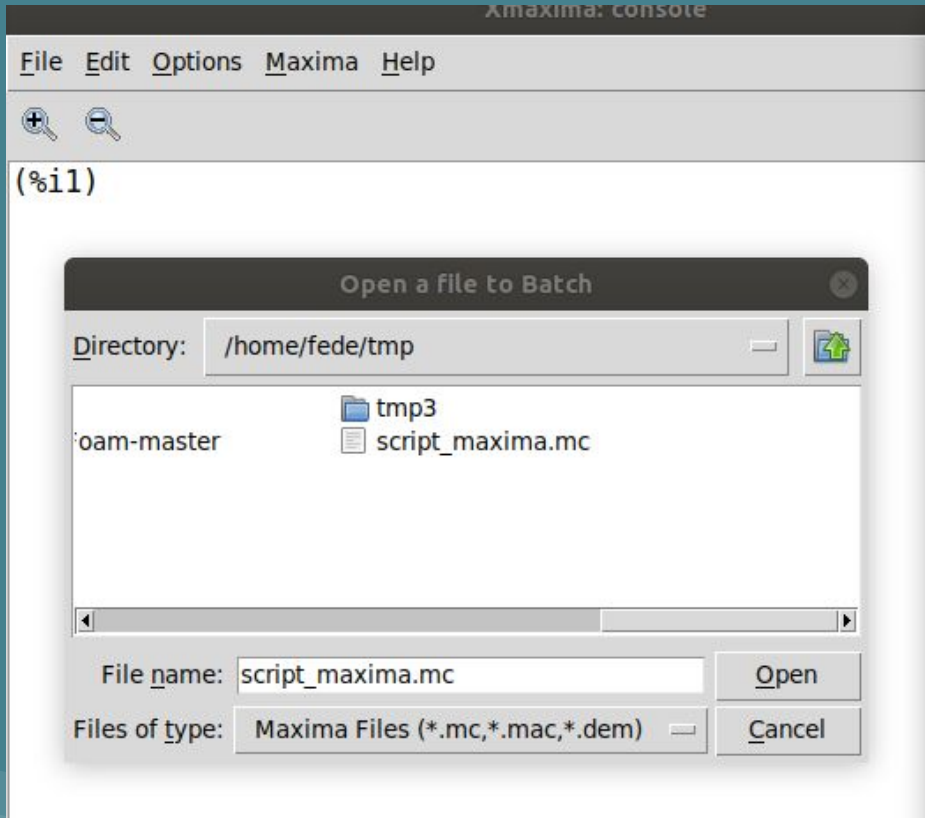 Xmaxima: console
File Edit Options Maxima Help
(%i1)
Open a file to Batch
Directory: /home/fede/tmp
tmp3
oam-master script_maxima.mc
File name: script_maxima.mc Open
Files of type: Maxima Files (*.mc,*.mac,*.dem) Cancel